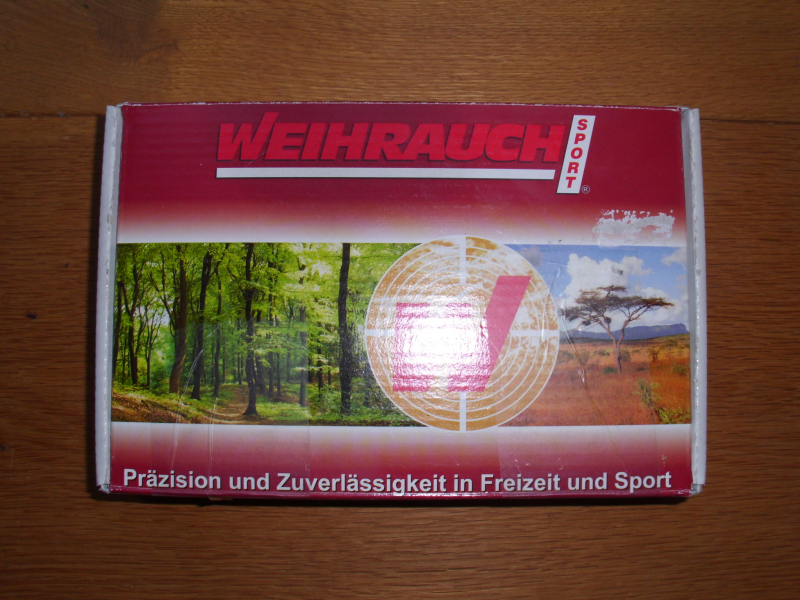 WEIHRAUCH
SPORT
®
Präzision und Zuverlässigkeit in Freizeit und Sport